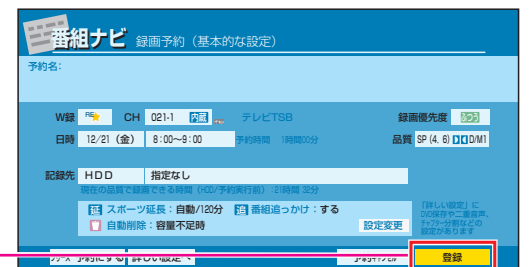 番組ナビ 録画予約（基本的な設定）
予約名：
W録 RE CH 021-1 内蔵 テレビTSB 録画優先度 ふつう
日時 12/21（金） 8:00～9:00 予約時間 1時間00分 品質 SP (4. 6) D/M1
記録先 HDD 指定なし
現在の品質で録画できる時間（HDD/予約実行前）：21時間 32分
延 スポーツ延長：自動/120分 追 番組追っかけ：する
自動削除：容量不足時 設定変更
「詳しい設定」に
DVD保存や二重音声、
チャプター分割などの
設定があります
登録